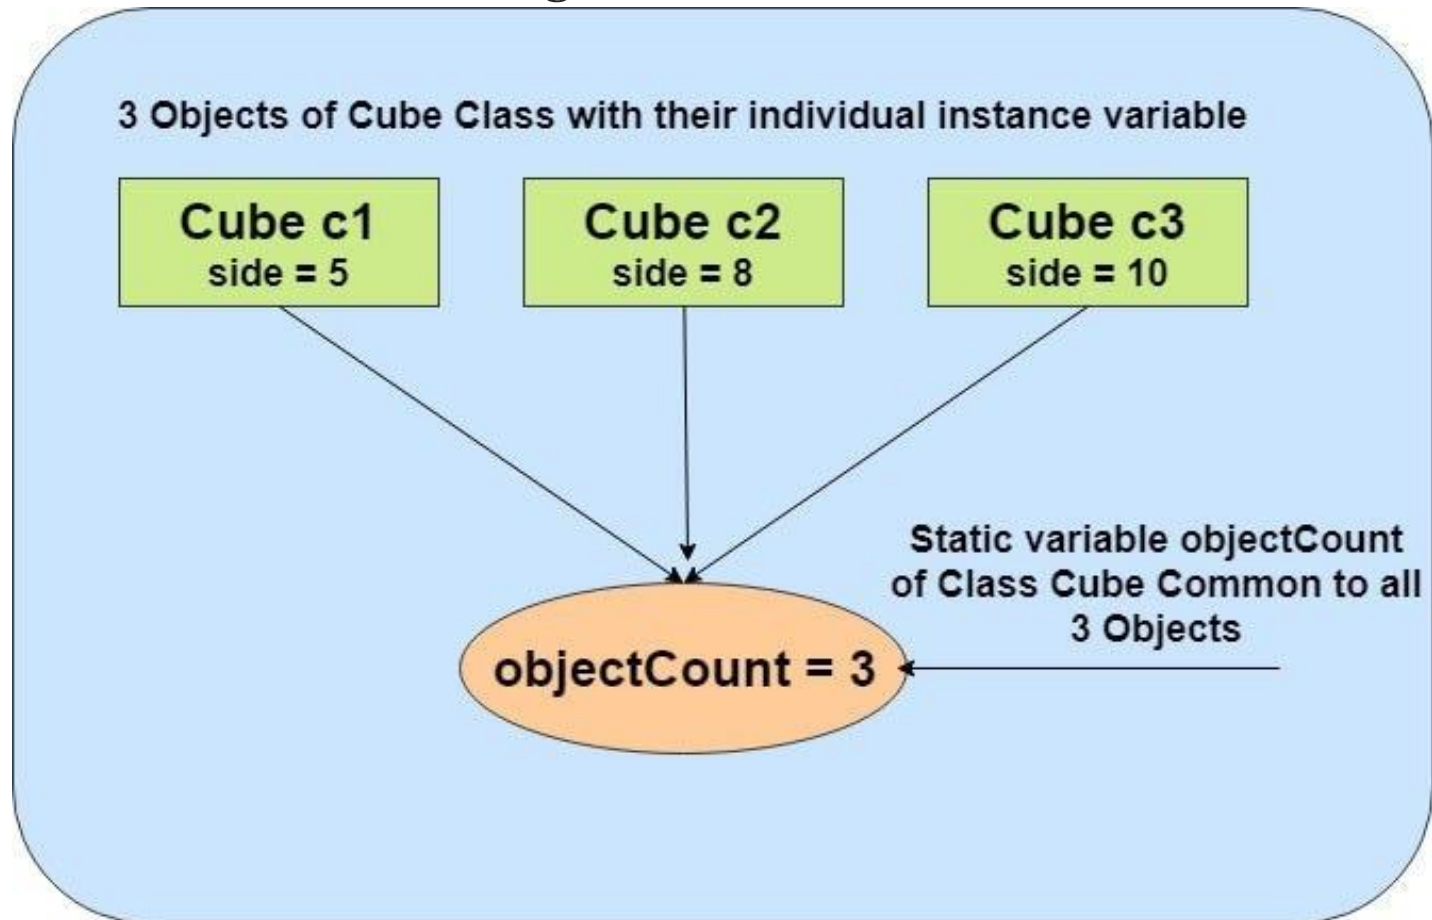 3 Objects of Cube Class with their individual instance variable
Cube c1
side = 5
Cube c2
side = 8
Cube c3
side = 10
Static variable objectCount
of Class Cube Common to all
3 Objects
objectCount = 3